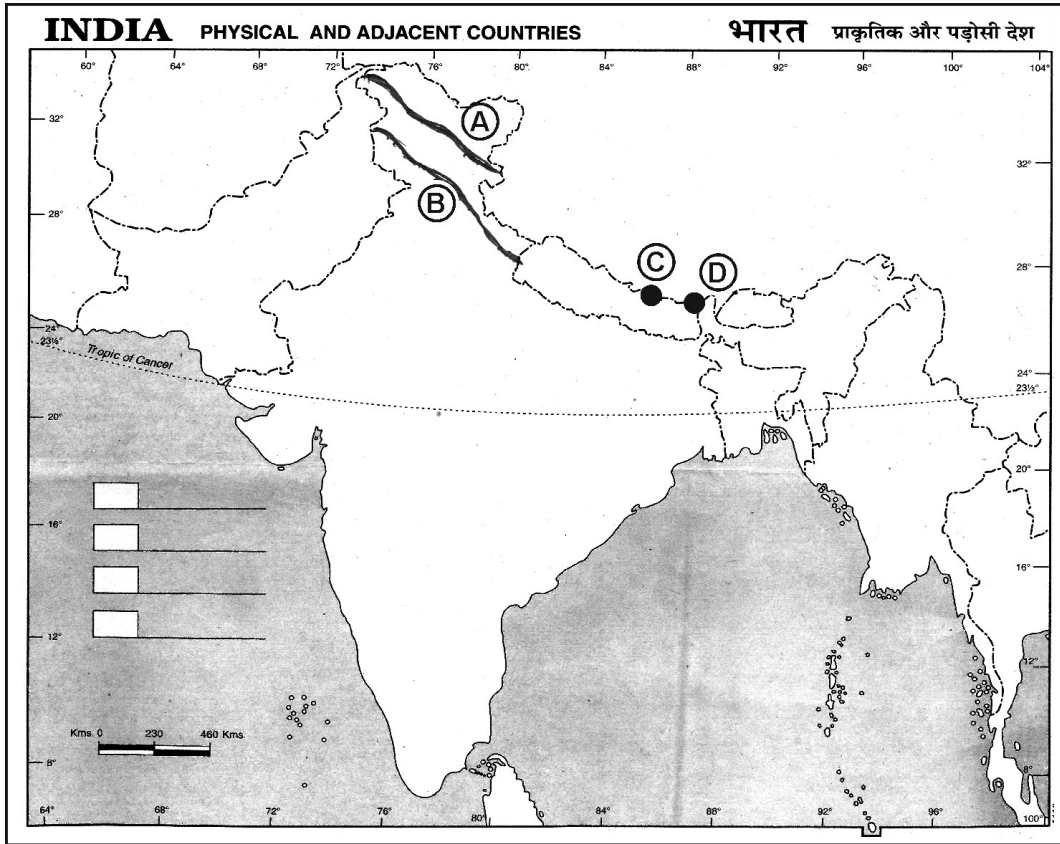 INDIA PHYSICAL AND ADJACENT COUNTRIES भारत प्राकृतिक और पड़ोसी देश
60° 64° 68° 72° 76° 80° 84° 88° 92° 96° 100° 104°
A
32° 32°
B
28° 28°
C D
24° 24°
23½° 23½°
Tropic of Cancer
20° 20°
16° 16°
12° 12°
Kms. 0 230 460 Kms.
8° 8°
64° 68° 72° 76° 80° 84° 88° 92° 96° 100°